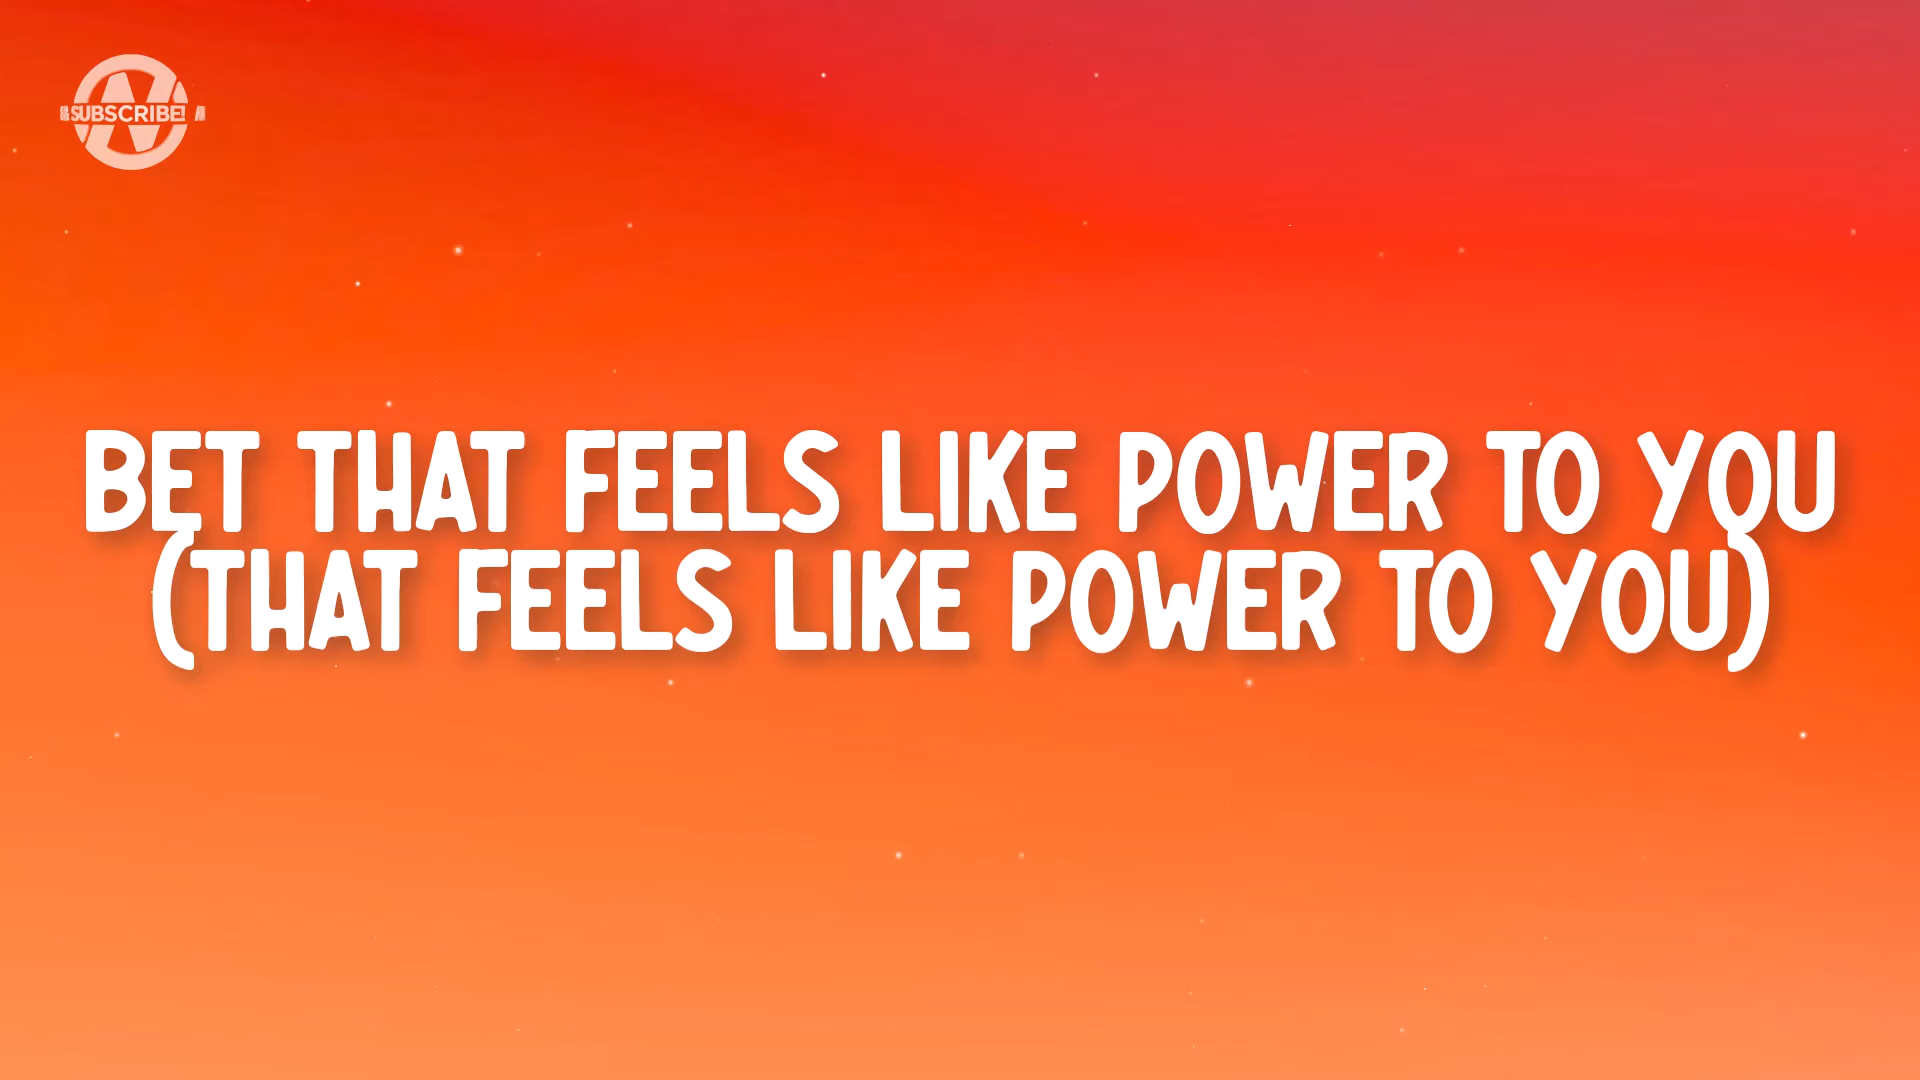 SUBSCRIBE!
BET THAT FEELS LIKE POWER TO YOU
(THAT FEELS LIKE POWER TO YOU)